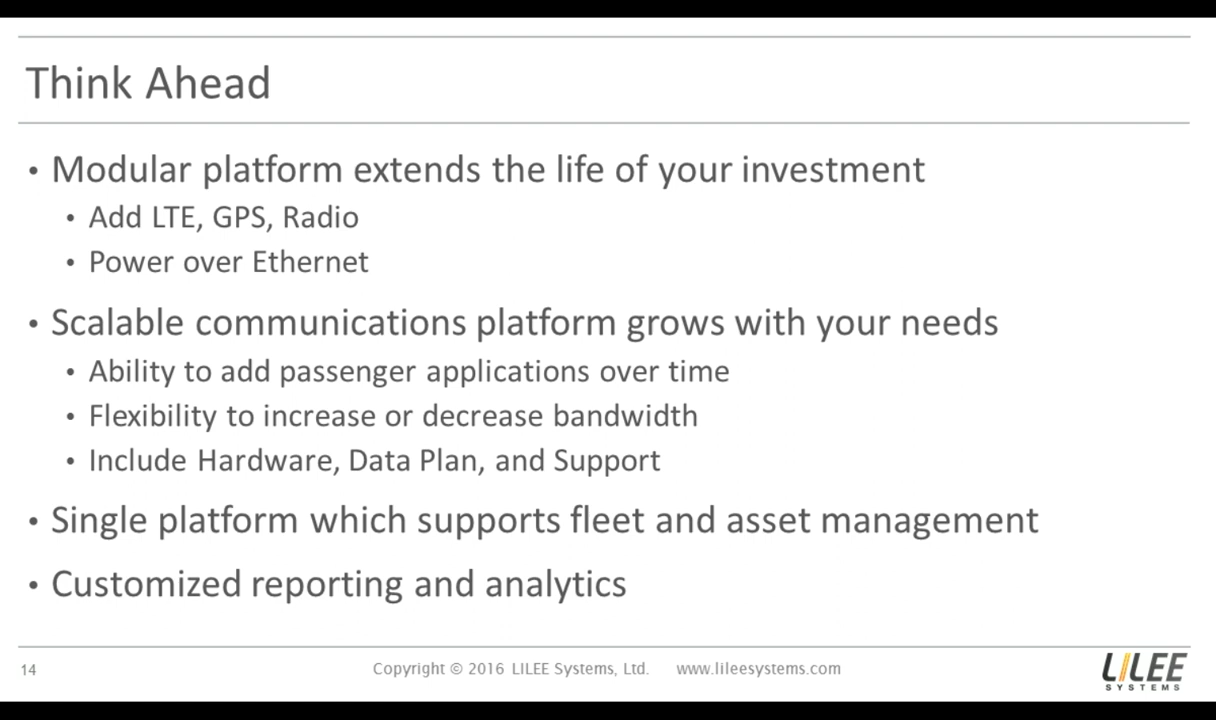 Think Ahead
• Modular platform extends the life of your investment
• Add LTE, GPS, Radio
• Power over Ethernet
• Scalable communications platform grows with your needs
• Ability to add passenger applications over time
• Flexibility to increase or decrease bandwidth
• Include Hardware, Data Plan, and Support
• Single platform which supports fleet and asset management
• Customized reporting and analytics
14 Copyright © 2016 LILEE Systems, Ltd. www.lileesystems.com
LILEE
SYSTEMS